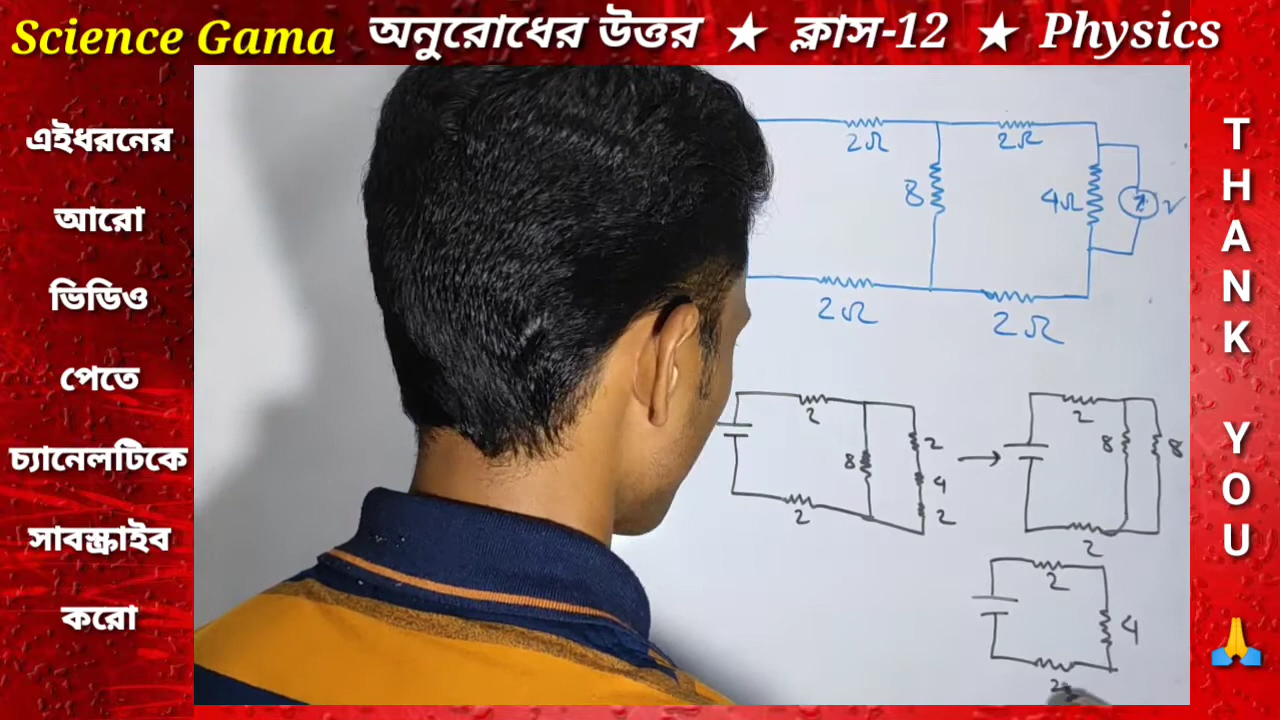 Science Gama অনুরোধের উত্তর ★ ক্লাস-12 ★ Physics
এইধরনের
আরো
ভিডিও
পেতে
চ্যানেলটিকে
সাবস্ক্রাইব
করো
2Ω 2Ω
8 4Ω V
2Ω 2Ω
2
8 2
4
2 2
2
8 8
2
2
4
2
T
H
A
N
K
Y
O
U